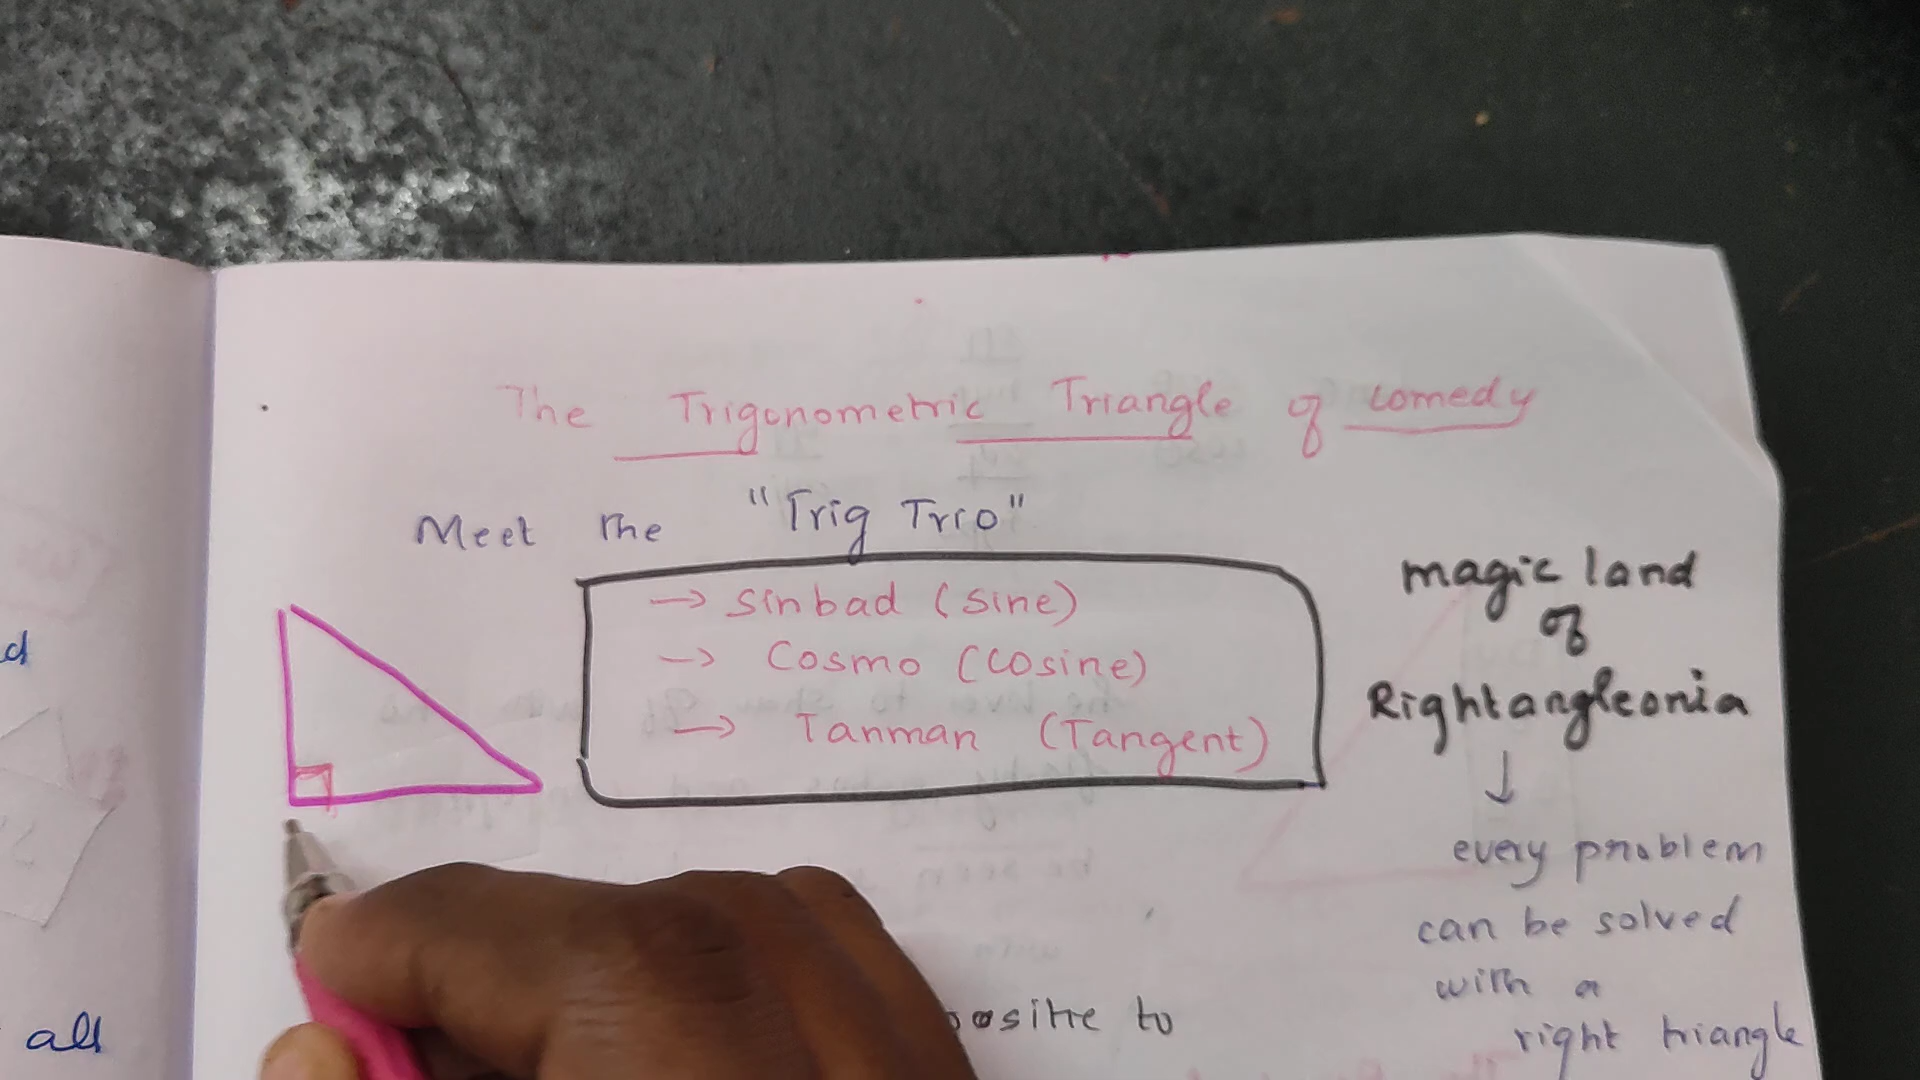 The Trigonometric Triangle of comedy
Meet the "Trig Trio"
→ Sinbad (Sine)
→ Cosmo (Cosine)
→ Tanman (Tangent)
magic land
of
Rightangleonia
↓
every problem
can be solved
with a
right triangle
to
all